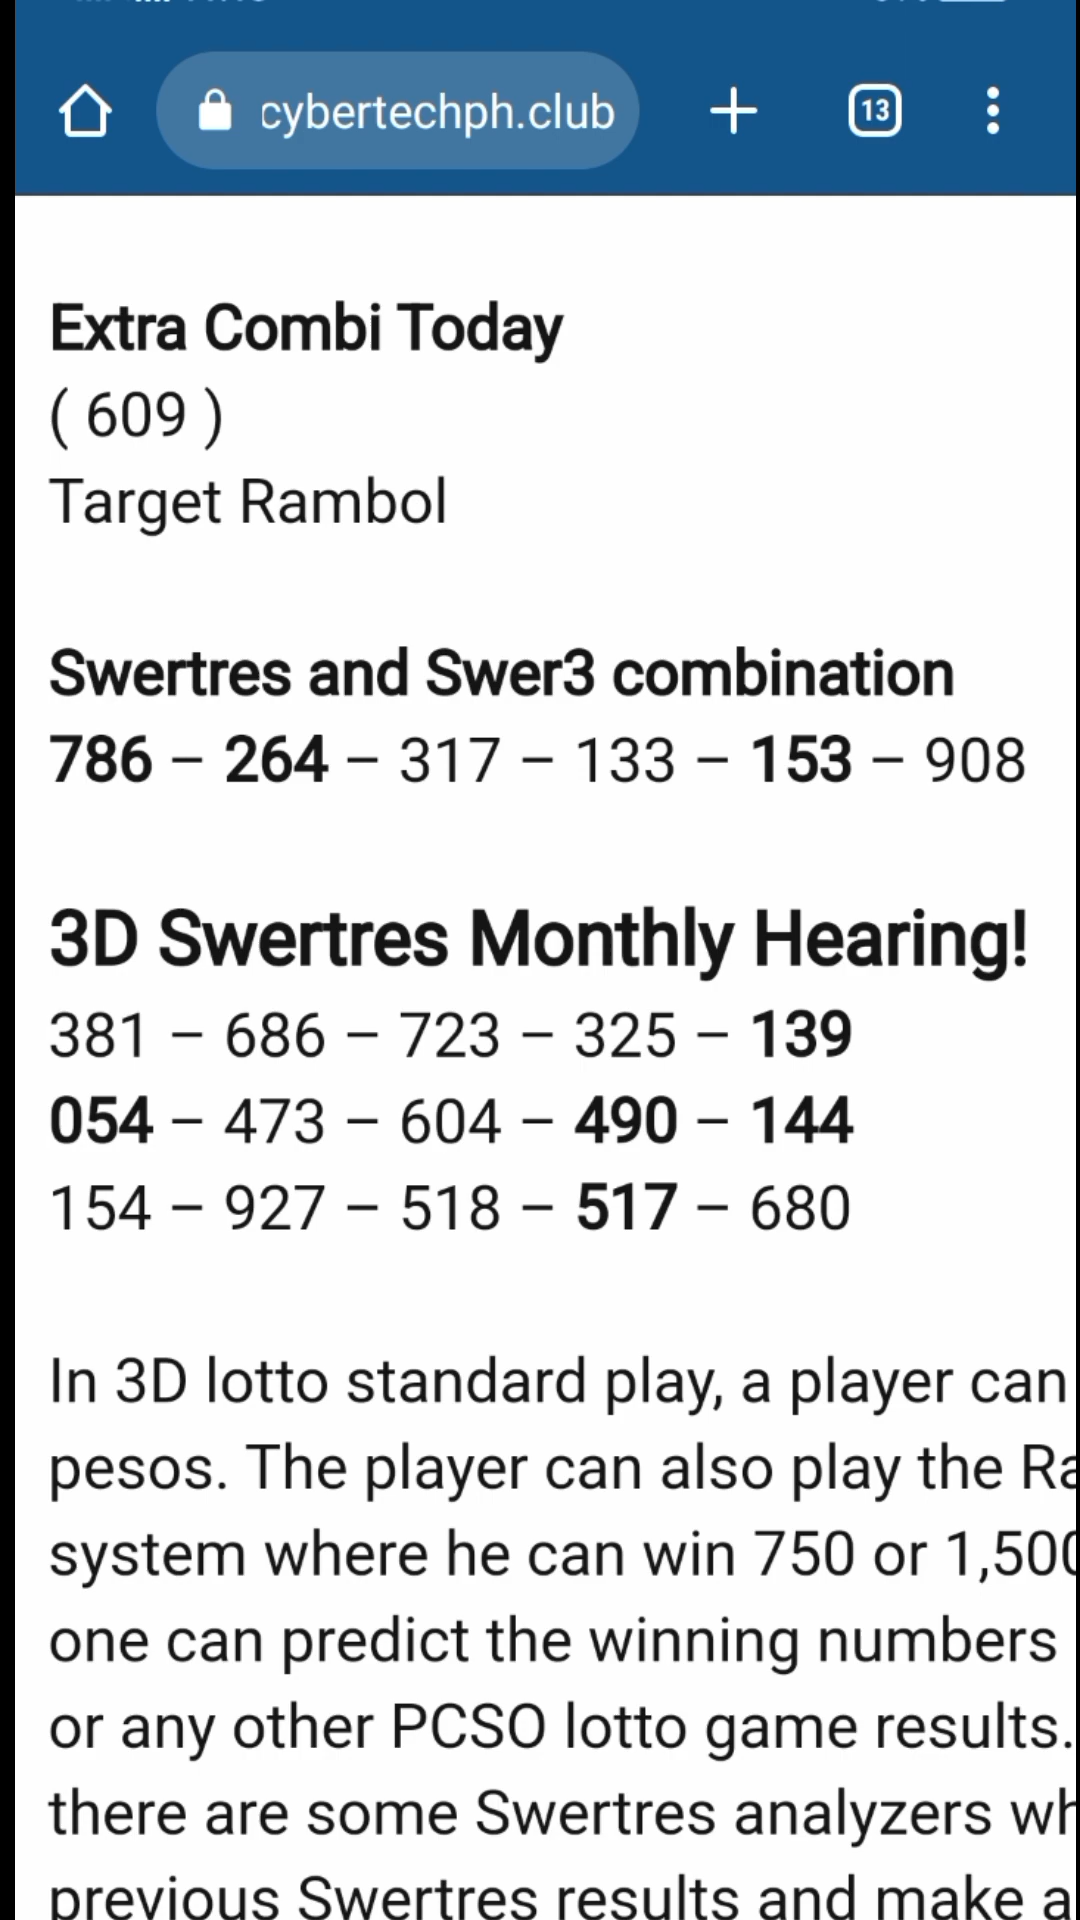 cybertechph.club
13
Extra Combi Today
( 609 )
Target Rambol
Swertres and Swer3 combination
786 – 264 – 317 – 133 – 153 – 908
3D Swertres Monthly Hearing!
381 – 686 – 723 – 325 – 139
054 – 473 – 604 – 490 – 144
154 – 927 – 518 – 517 – 680
In 3D lotto standard play, a player can
pesos. The player can also play the Ra
system where he can win 750 or 1,500
one can predict the winning numbers
or any other PCSO lotto game results.
there are some Swertres analyzers wh
previous Swertres results and make a